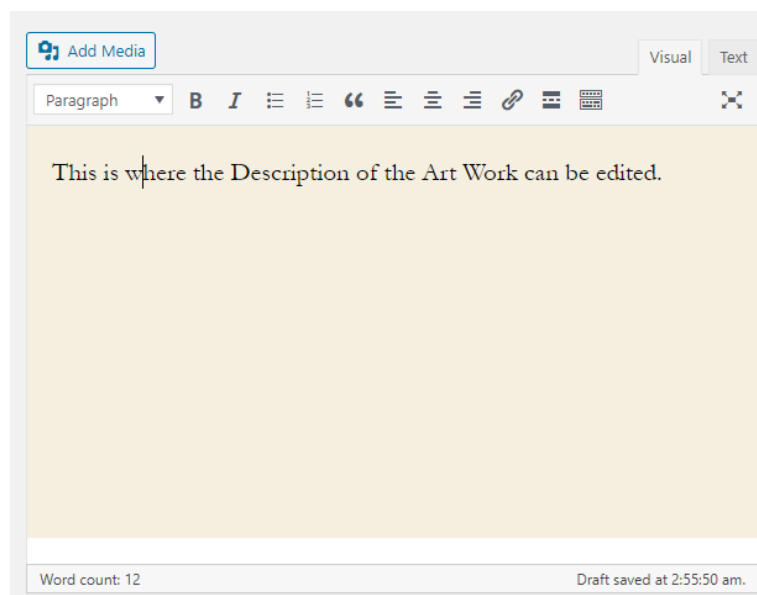 Add Media
Visual Text
Paragraph
This is where the Description of the Art Work can be edited.
Word count: 12 Draft saved at 2:55:50 am.